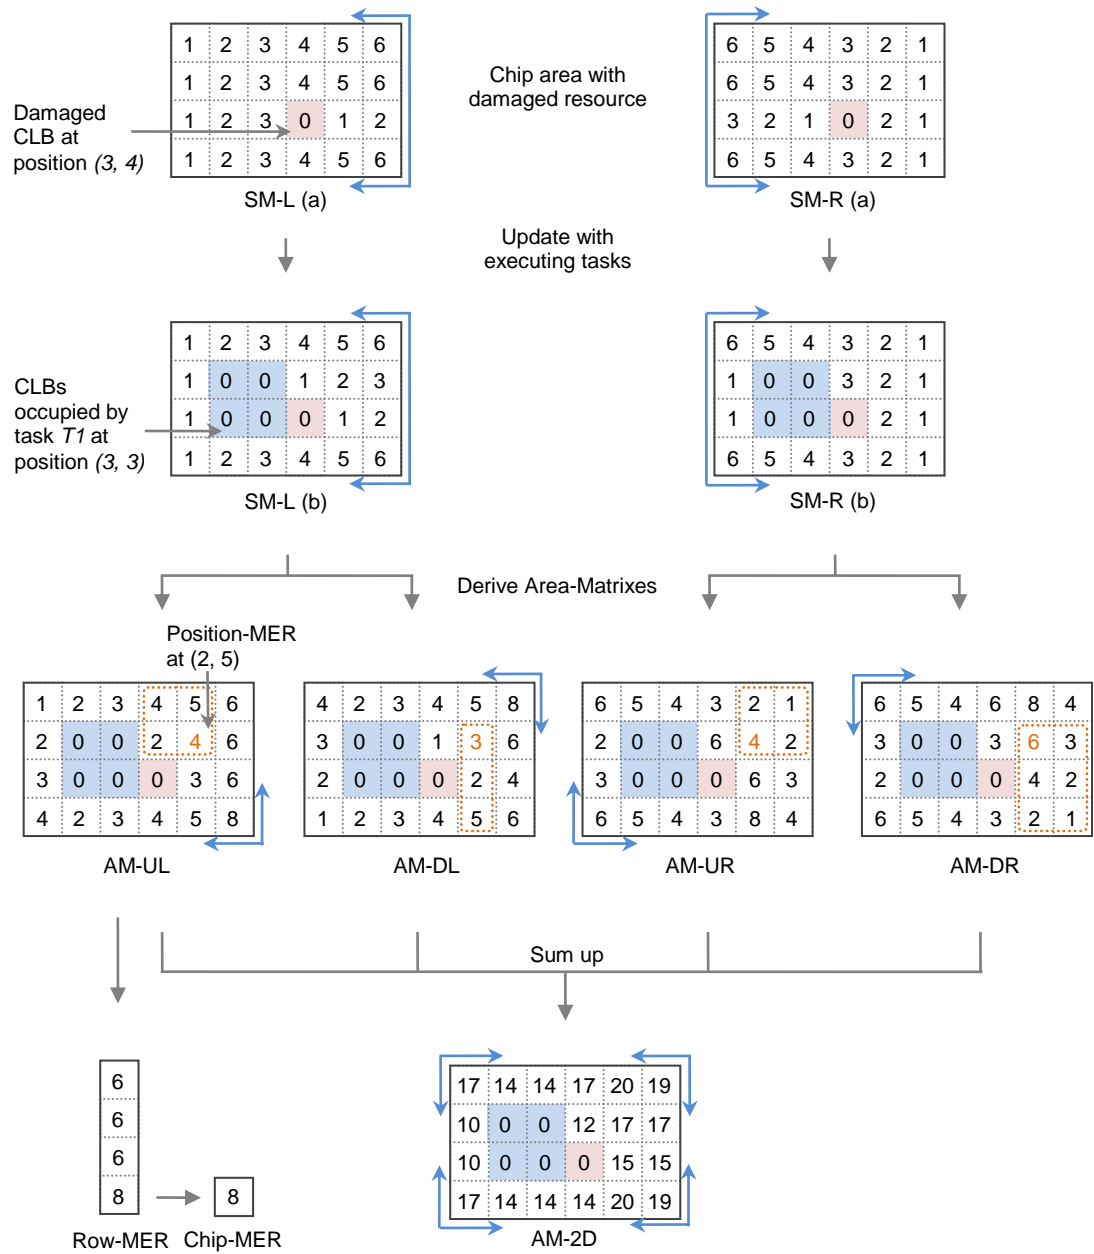 1 2 3 4 5 6
1 2 3 4 5 6
1 2 3 0 1 2
1 2 3 4 5 6
SM-L (a)
Damaged
CLB at
position (3, 4)
Chip area with
damaged resource
6 5 4 3 2 1
6 5 4 3 2 1
3 2 1 0 2 1
6 5 4 3 2 1
SM-R (a)
Update with
executing tasks
1 2 3 4 5 6
1 0 0 1 2 3
1 0 0 0 1 2
1 2 3 4 5 6
SM-L (b)
CLBs
occupied by
task T1 at
position (3, 3)
6 5 4 3 2 1
1 0 0 3 2 1
1 0 0 0 2 1
6 5 4 3 2 1
SM-R (b)
Derive Area-Matrixes
Position-MER
at (2, 5)
1 2 3 4 5 6
2 0 0 2 4 6
3 0 0 0 3 6
4 2 3 4 5 8
AM-UL
4 2 3 4 5 8
3 0 0 1 3 6
2 0 0 0 2 4
1 2 3 4 5 6
AM-DL
6 5 4 3 2 1
2 0 0 6 4 2
3 0 0 0 6 3
6 5 4 3 8 4
AM-UR
6 5 4 6 8 4
3 0 0 3 6 3
2 0 0 0 4 2
6 5 4 3 2 1
AM-DR
Sum up
6
6
6
8
Row-MER
8
Chip-MER
17 14 14 17 20 19
10 0 0 12 17 17
10 0 0 0 15 15
17 14 14 14 20 19
AM-2D